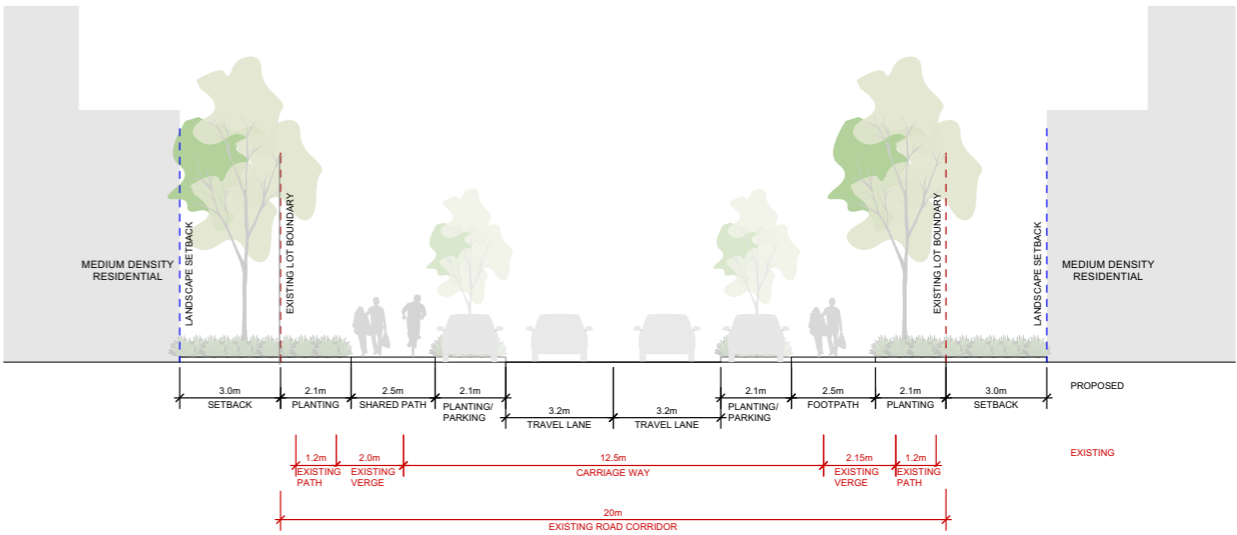 MEDIUM DENSITY
RESIDENTIAL
LANDSCAPE SETBACK
EXISTING LOT BOUNDARY
EXISTING LOT BOUNDARY
LANDSCAPE SETBACK
MEDIUM DENSITY
RESIDENTIAL
3.0m
SETBACK
2.1m
PLANTING
2.5m
SHARED PATH
2.1m
PLANTING/
PARKING
3.2m
TRAVEL LANE
3.2m
TRAVEL LANE
2.1m
PLANTING/
PARKING
2.5m
FOOTPATH
2.1m
PLANTING
3.0m
SETBACK
PROPOSED
1.2m
EXISTING
PATH
2.0m
EXISTING
VERGE
12.5m
CARRIAGE WAY
2.15m
EXISTING
VERGE
1.2m
EXISTING
PATH
EXISTING
20m
EXISTING ROAD CORRIDOR